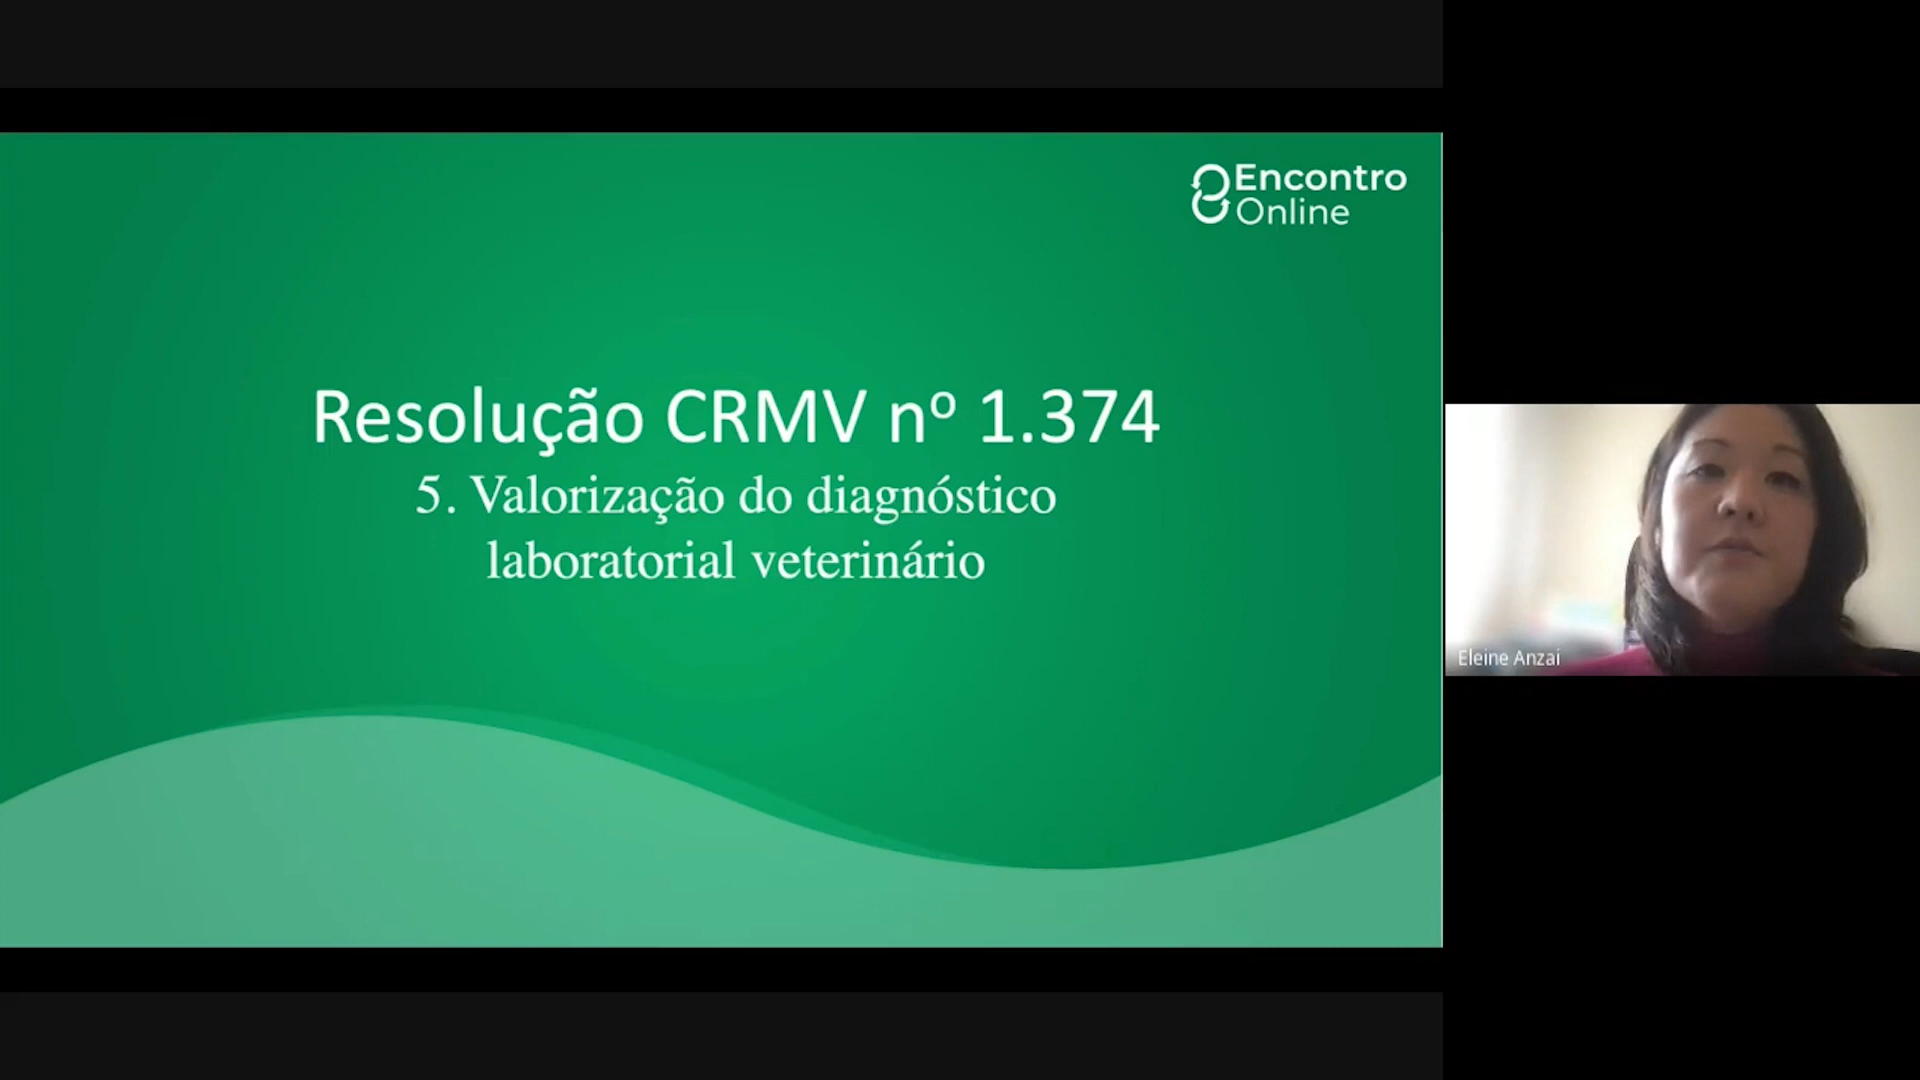 Encontro
Online
Resolução CRMV nº 1.374
5. Valorização do diagnóstico
laboratorial veterinário
Eleine Anzai